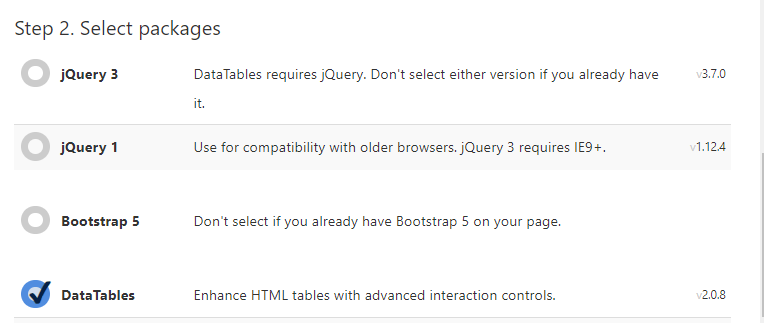 Step 2. Select packages
jQuery 3 DataTables requires jQuery. Don't select either version if you already have v3.7.0
it.
jQuery 1 Use for compatibility with older browsers. jQuery 3 requires IE9+. v1.12.4
Bootstrap 5 Don't select if you already have Bootstrap 5 on your page.
DataTables Enhance HTML tables with advanced interaction controls. v2.0.8